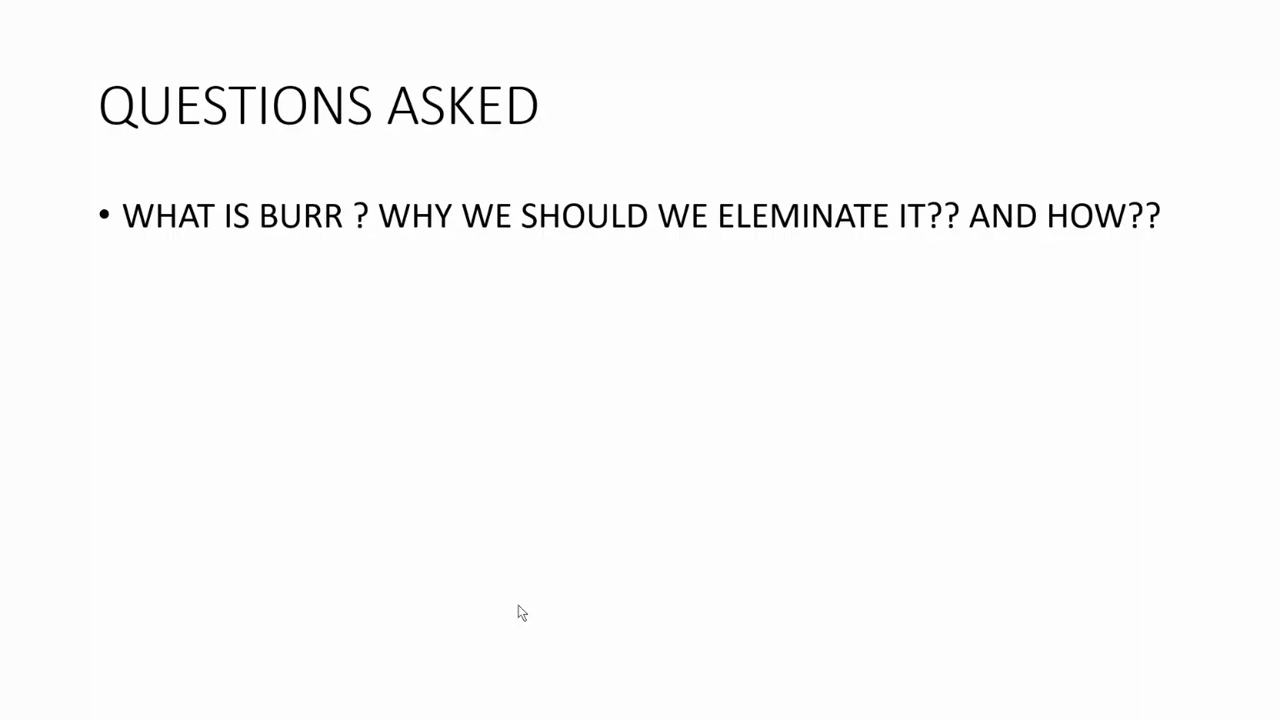 QUESTIONS ASKED
• WHAT IS BURR ? WHY WE SHOULD WE ELEMINATE IT?? AND HOW??